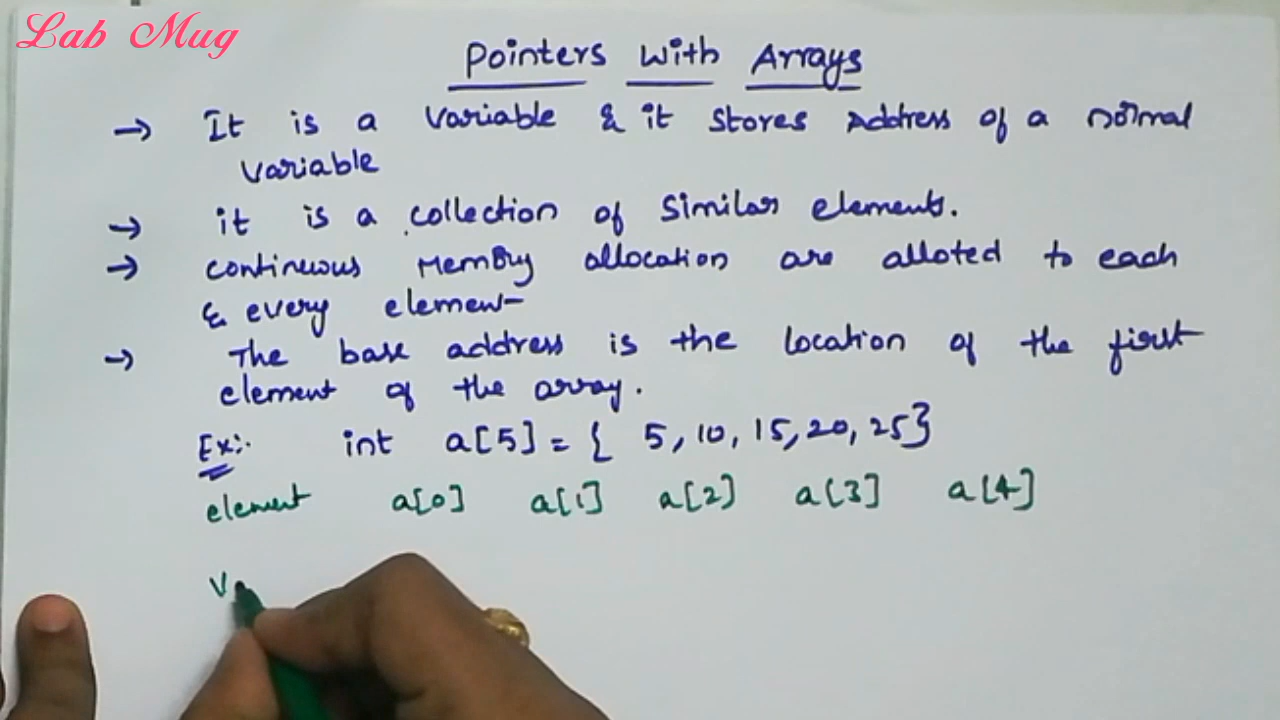 Lab Mug
Pointers With Arrays
→ It is a variable & it stores Address of a normal
variable
→ it is a collection of similar elements.
→ continuous Memory allocation are alloted to each
& every element
→ The base address is the location of the first
element of the array.
Ex:- int a[5] = { 5, 10, 15, 20, 25}
element a[0] a[1] a[2] a[3] a[4]
V